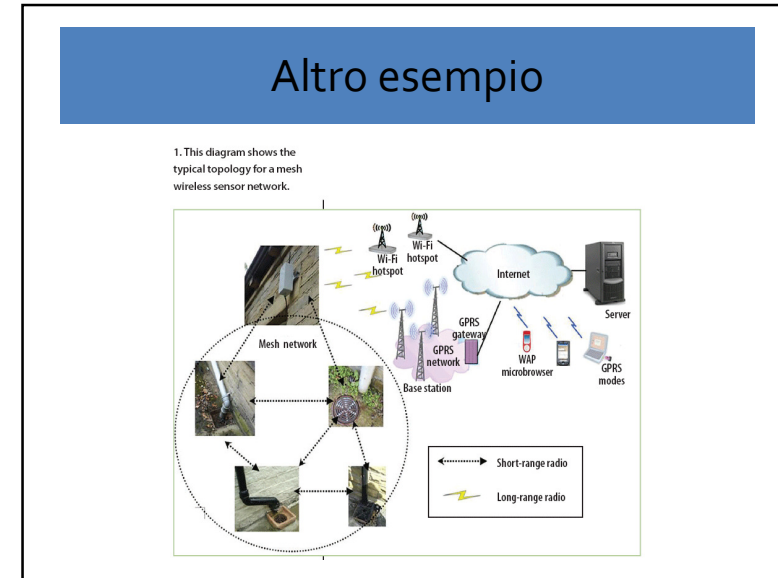 Altro esempio
1. This diagram shows the
typical topology for a mesh
wireless sensor network.
Wi-Fi
hotspot
Wi-Fi
hotspot
Internet
Server
Mesh network
GPRS
gateway
GPRS
network
Base station
WAP
microbrowser
GPRS
modes
Short-range radio
Long-range radio